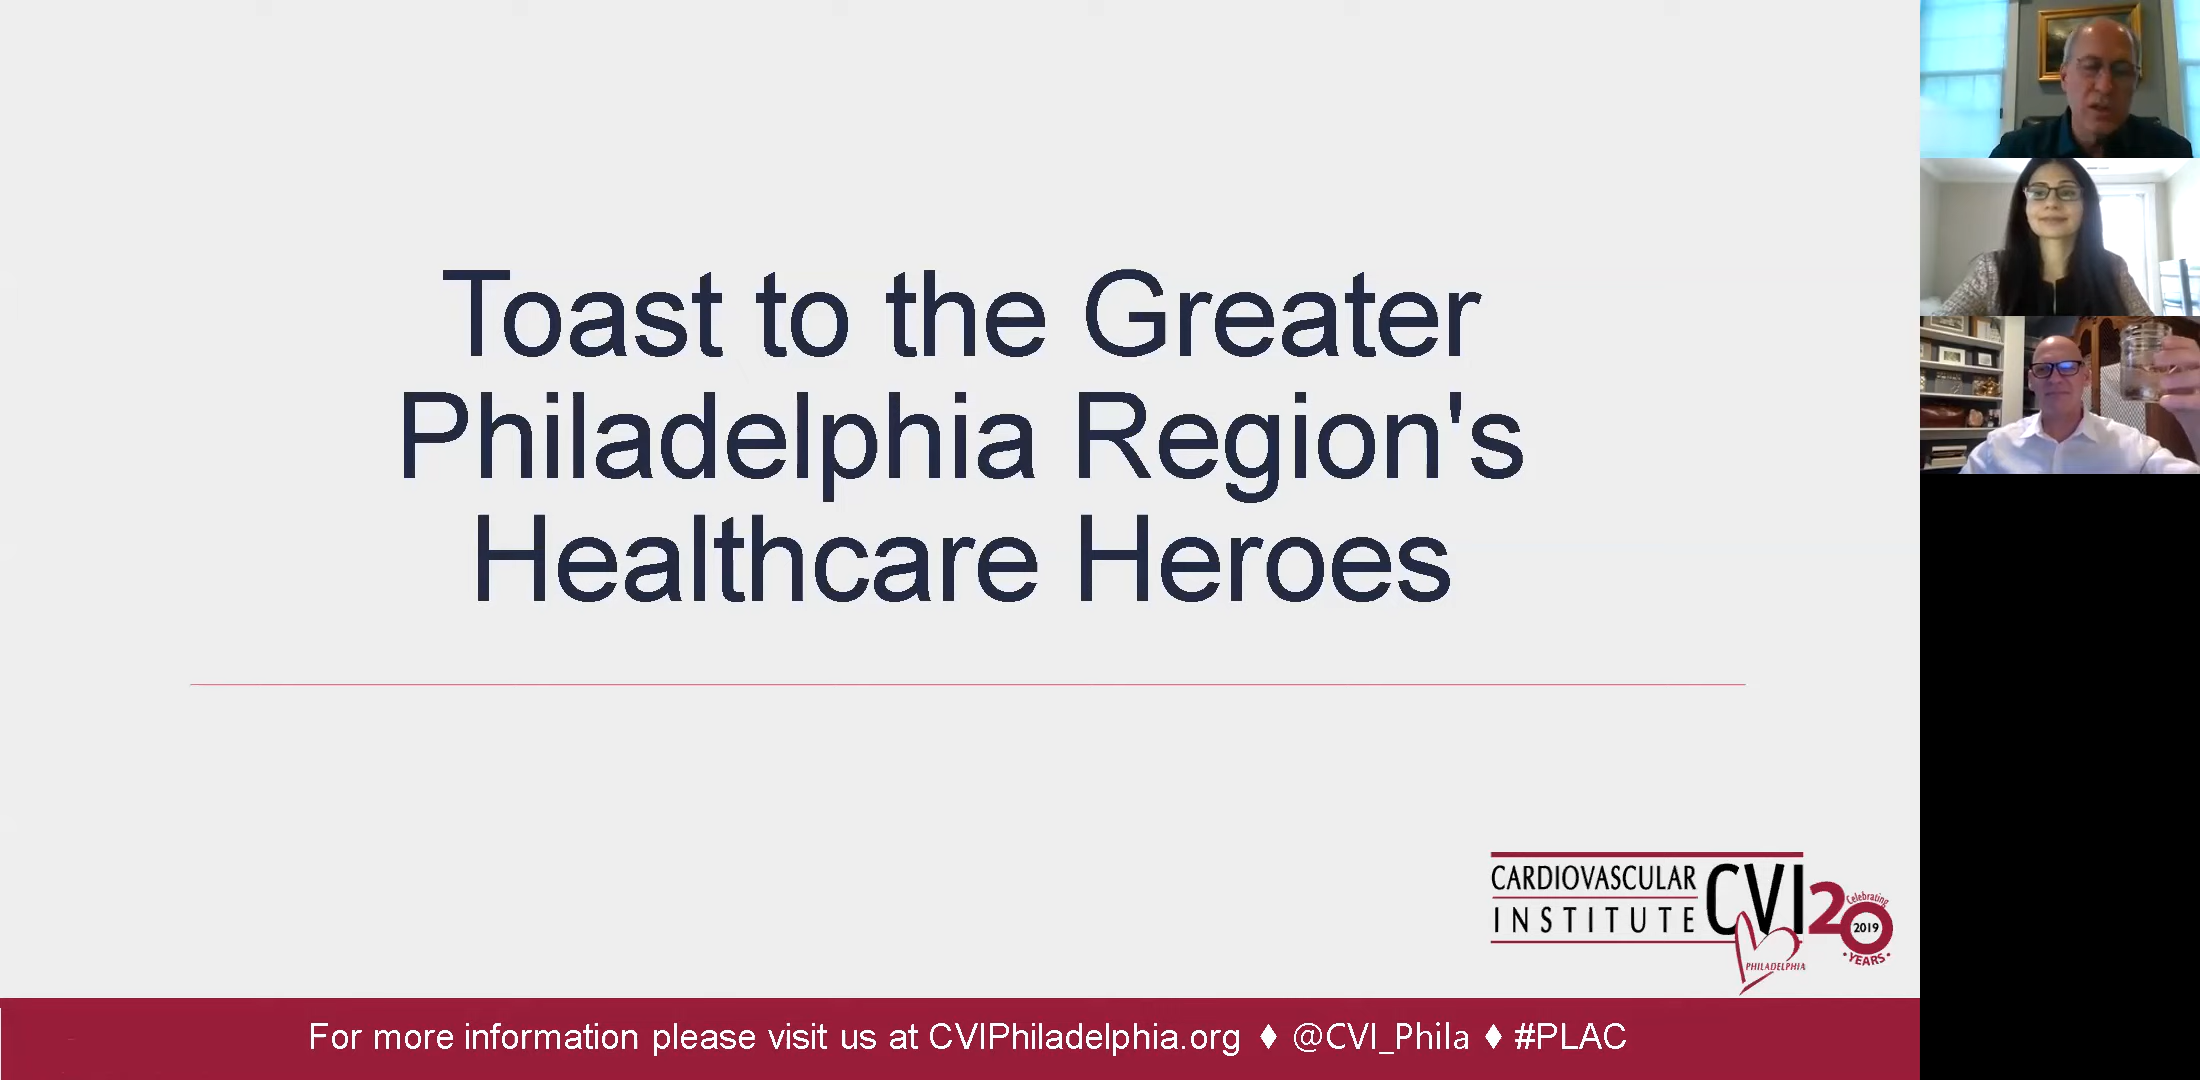 Toast to the Greater
Philadelphia Region's
Healthcare Heroes
CARDIOVASCULAR
INSTITUTE
CVI
PHILADELPHIA
20
Celebrating
2019
•YEARS•
For more information please visit us at CVIPhiladelphia.org ♦ @CVI_Phila ♦ #PLAC